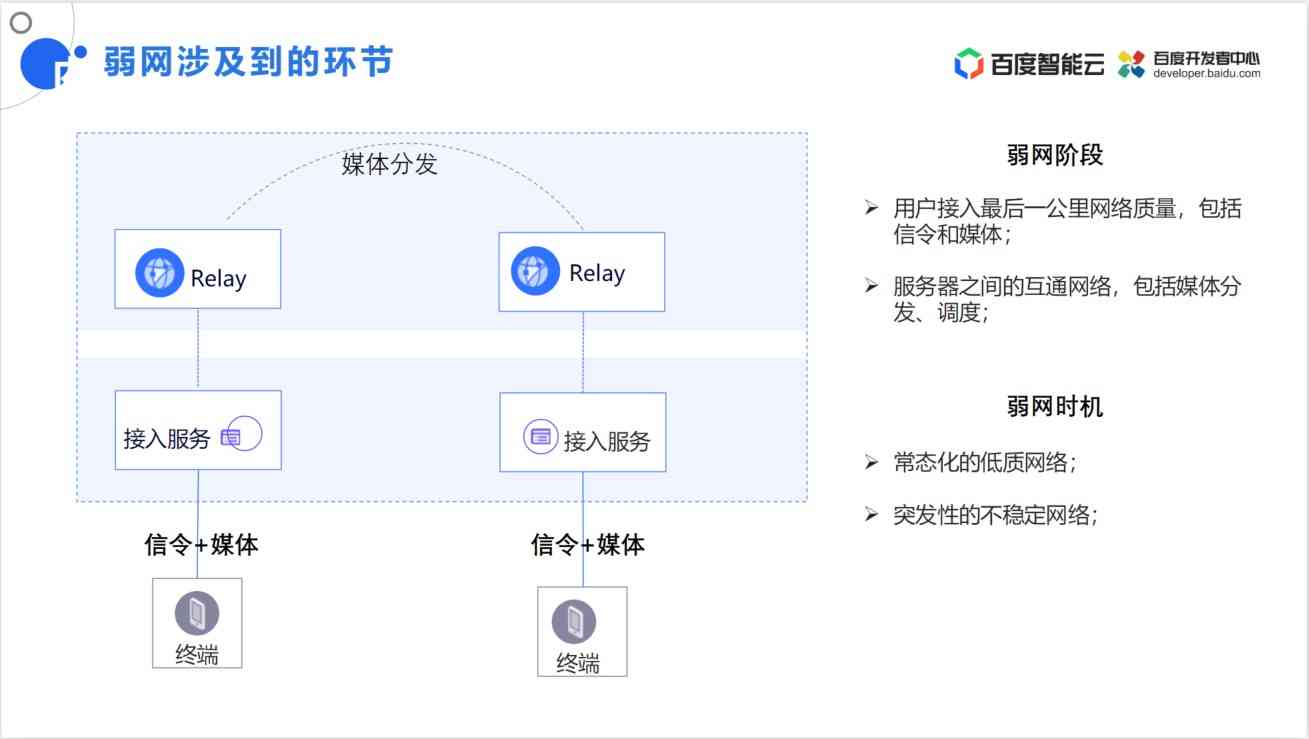 弱网涉及到的环节
百度智能云
百度开发者中心
developer.baidu.com
媒体分发
Relay
Relay
接入服务
接入服务
信令+媒体
信令+媒体
终端
终端
弱网阶段
用户接入最后一公里网络质量，包括
信令和媒体；
服务器之间的互通网络，包括媒体分
发、调度；
弱网时机
常态化的低质网络；
突发性的不稳定网络；